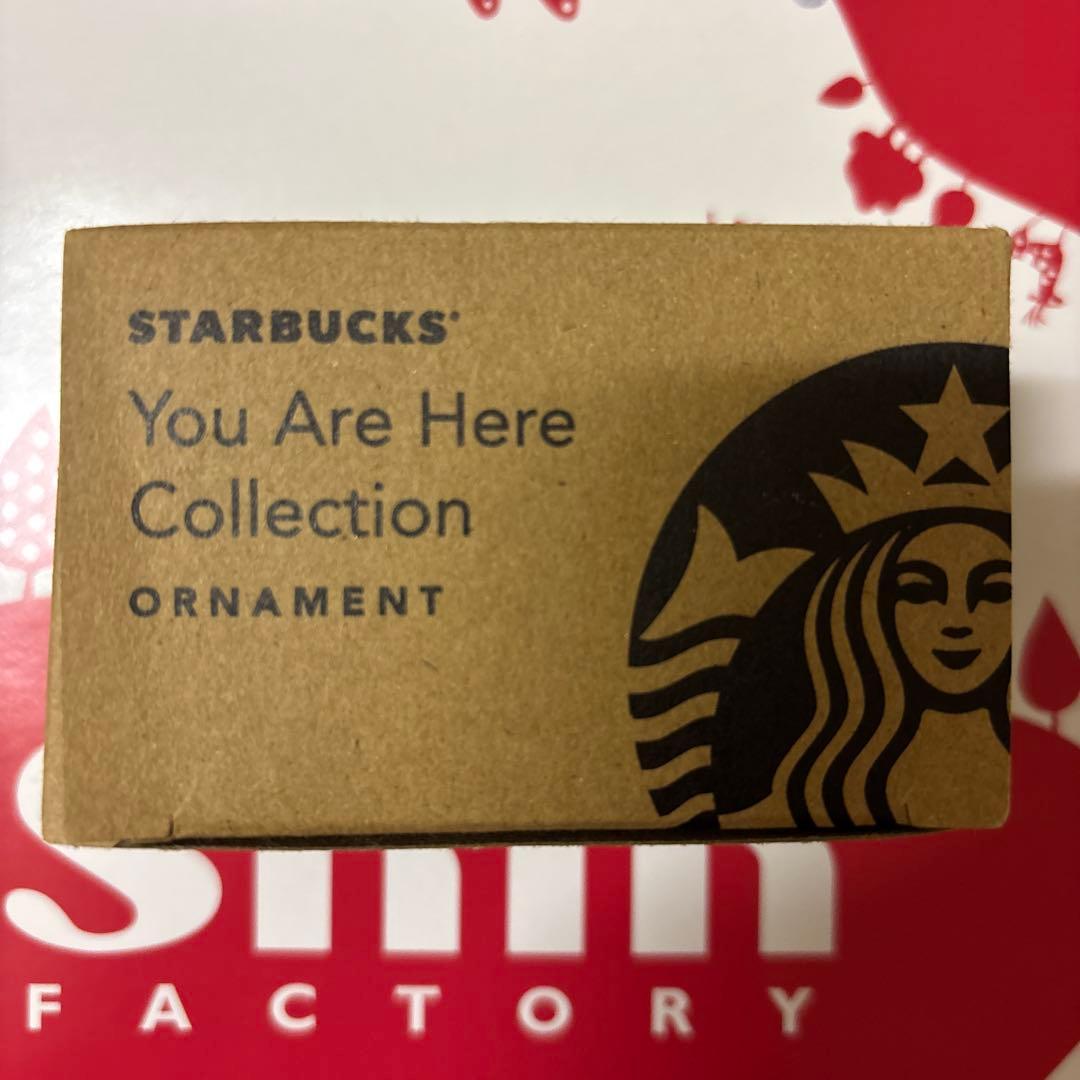 STARBUCKS®
You Are Here
Collection
ORNAMENT
FACTORY